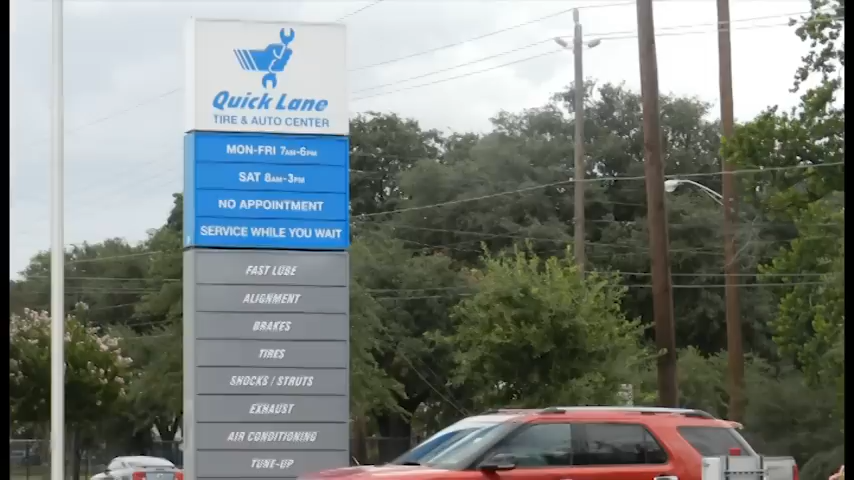 Quick Lane
TIRE & AUTO CENTER
MON-FRI 7AM-6PM
SAT 8AM-3PM
NO APPOINTMENT
SERVICE WHILE YOU WAIT
FAST LUBE
ALIGNMENT
BRAKES
TIRES
SHOCKS / STRUTS
EXHAUST
AIR CONDITIONING
TUNE-UP